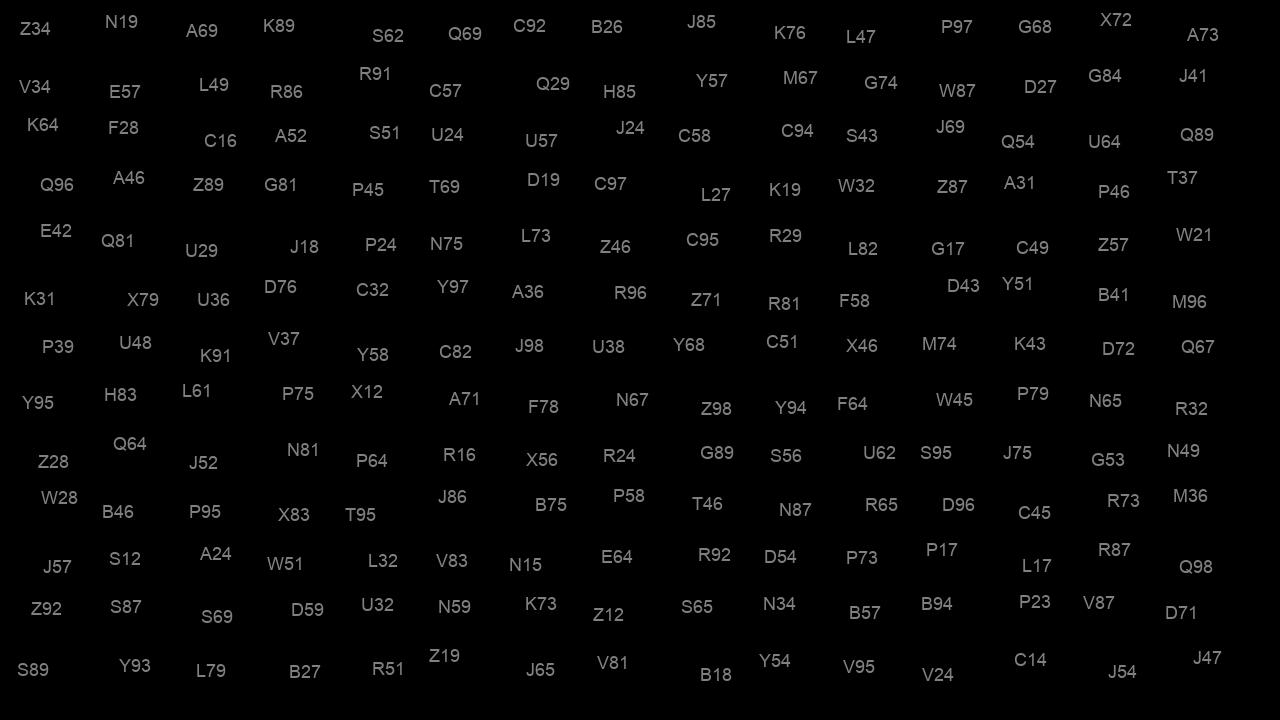 Z34 N19 A69 K89 S62 Q69 C92 B26 J85 K76 L47 P97 G68 X72 A73
V34 E57 L49 R86 R91 C57 Q29 H85 Y57 M67 G74 W87 D27 G84 J41
K64 F28 C16 A52 S51 U24 U57 J24 C58 C94 S43 J69 Q54 U64 Q89
Q96 A46 Z89 G81 P45 T69 D19 C97 L27 K19 W32 Z87 A31 P46 T37
E42 Q81 U29 J18 P24 N75 L73 Z46 C95 R29 L82 G17 C49 Z57 W21
K31 X79 U36 D76 C32 Y97 A36 R96 Z71 R81 F58 D43 Y51 B41 M96
P39 U48 K91 V37 Y58 C82 J98 U38 Y68 C51 X46 M74 K43 D72 Q67
Y95 H83 L61 P75 X12 A71 F78 N67 Z98 Y94 F64 W45 P79 N65 R32
Z28 Q64 J52 N81 P64 R16 X56 R24 G89 S56 U62 S95 J75 G53 N49
W28 B46 P95 X83 T95 J86 B75 P58 T46 N87 R65 D96 C45 R73 M36
J57 S12 A24 W51 L32 V83 N15 E64 R92 D54 P73 P17 L17 R87 Q98
Z92 S87 S69 D59 U32 N59 K73 Z12 S65 N34 B57 B94 P23 V87 D71
S89 Y93 L79 B27 R51 Z19 J65 V81 B18 Y54 V95 V24 C14 J54 J47